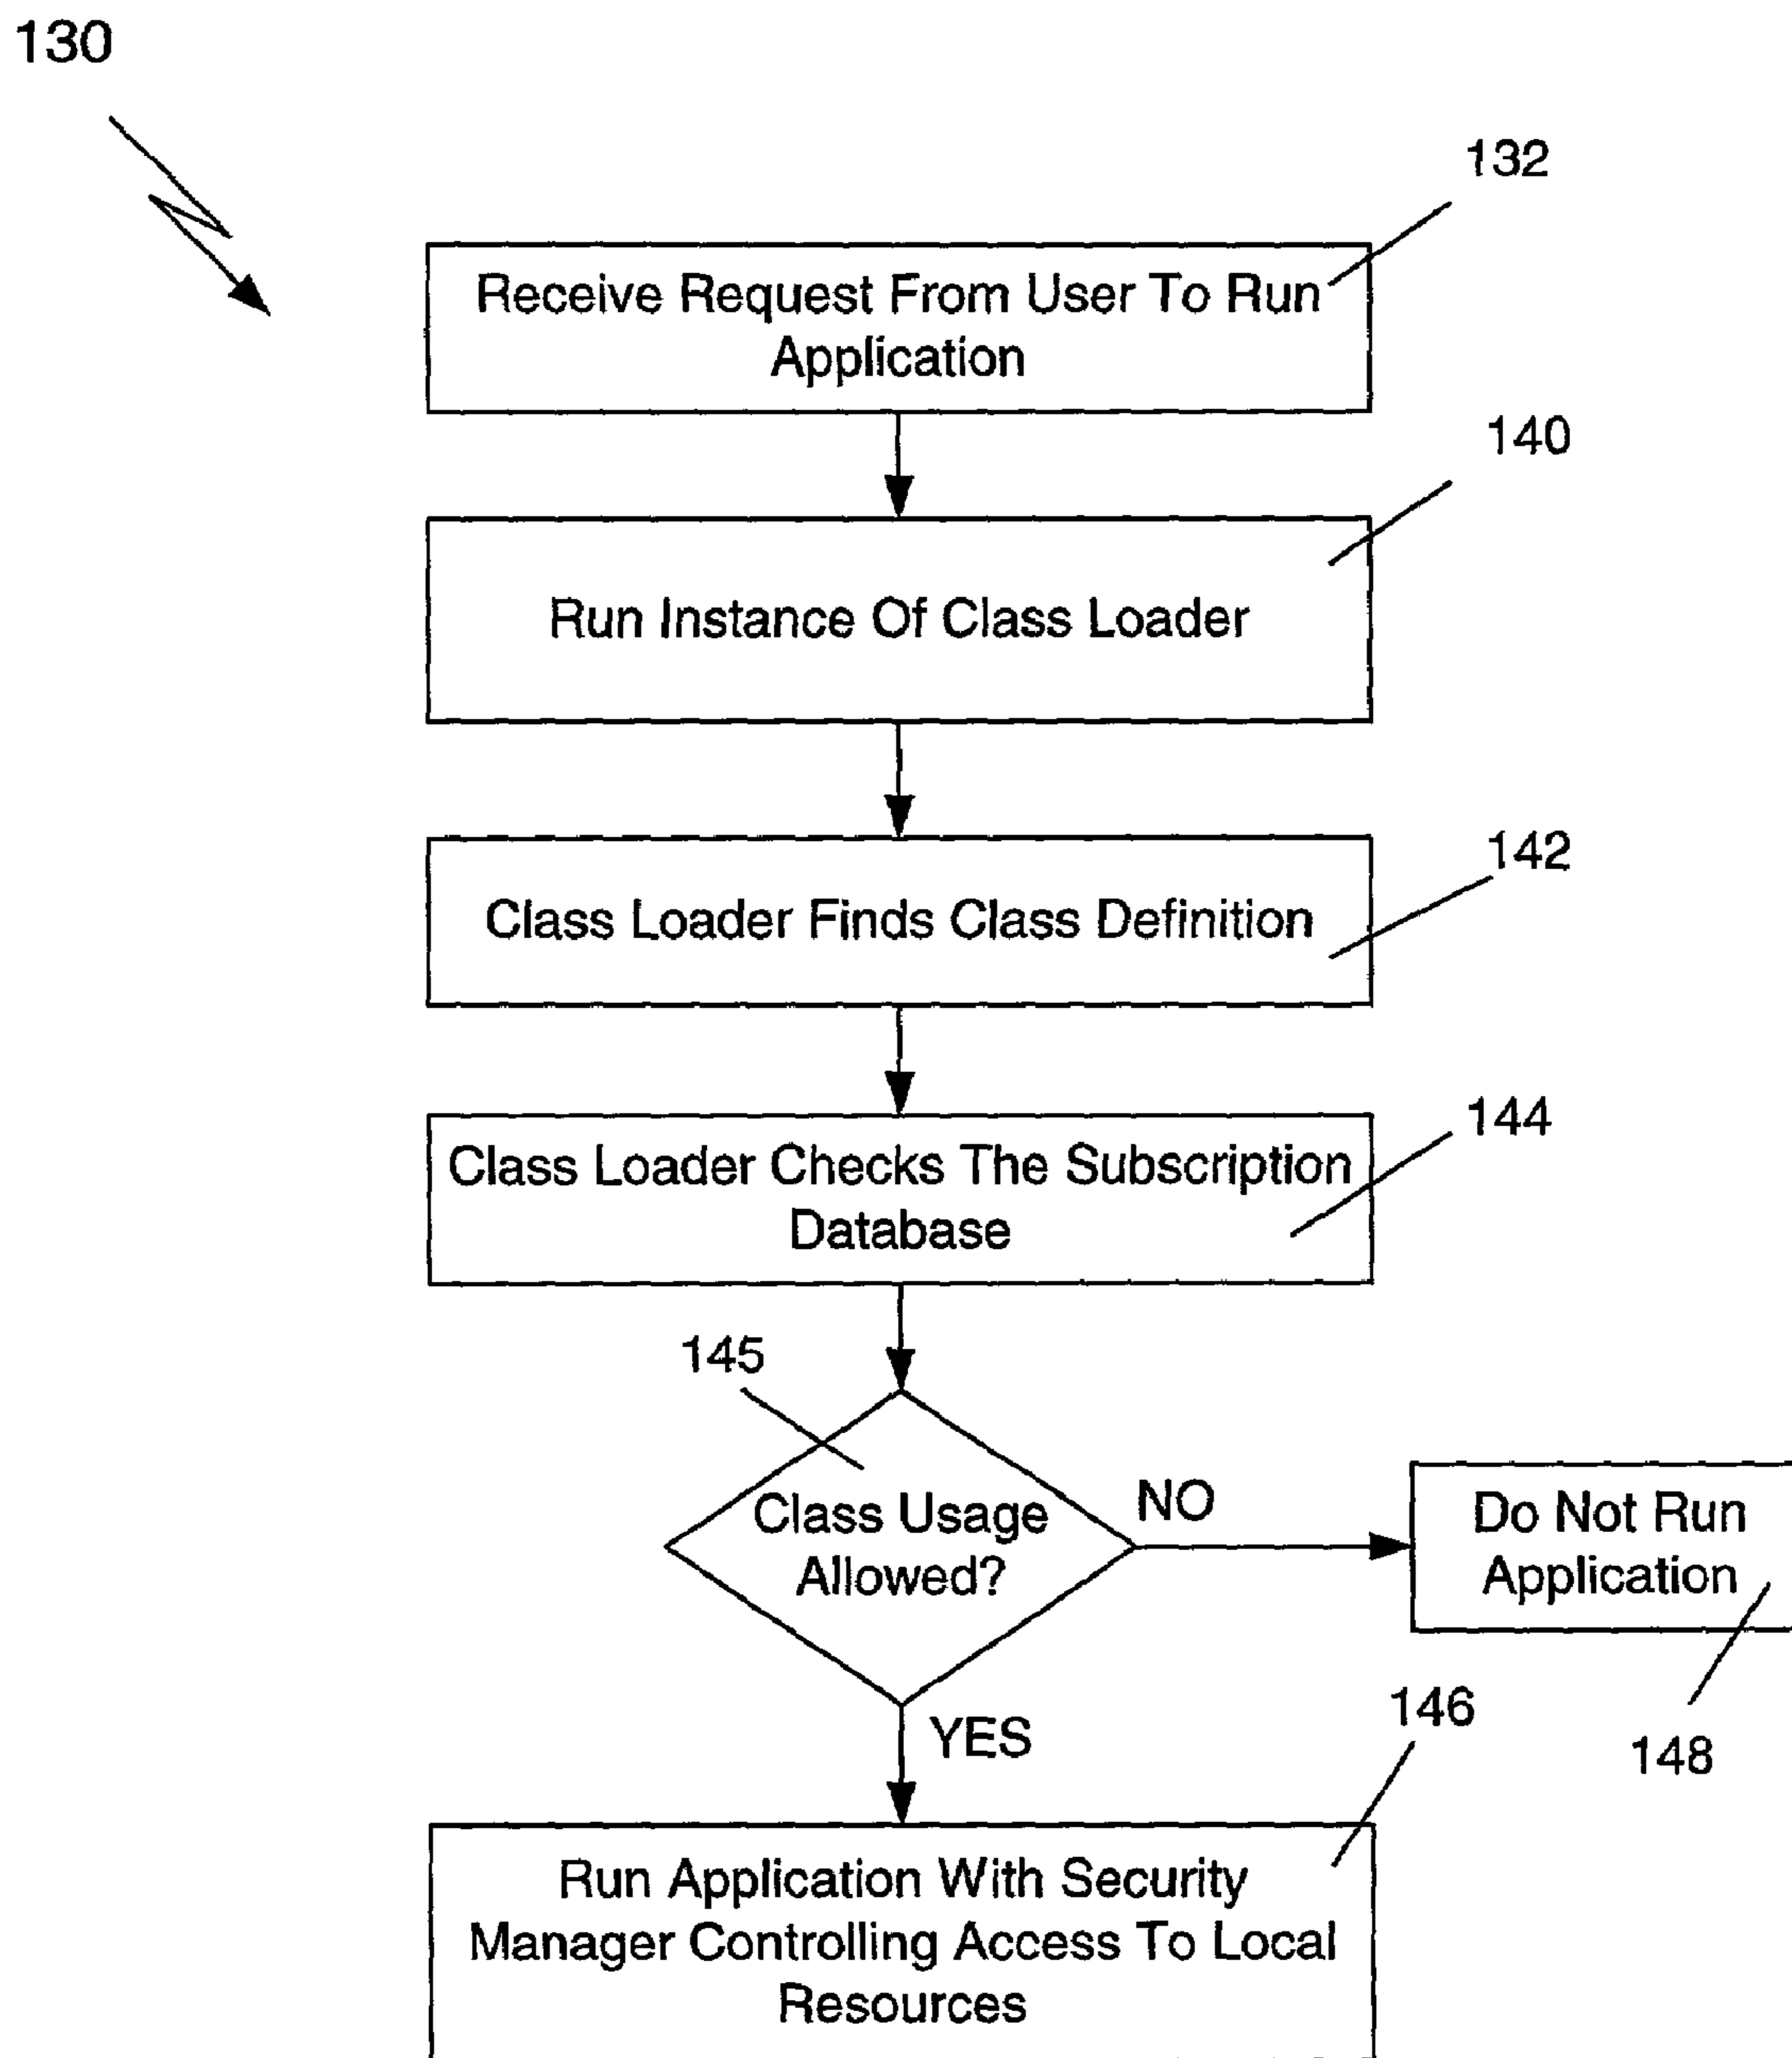 130
132
Receive Request From User To Run
Application
140
Run Instance Of Class Loader
142
Class Loader Finds Class Definition
144
Class Loader Checks The Subscription
Database
145
Class Usage
Allowed?
NO
Do Not Run
Application
148
YES
146
Run Application With Security
Manager Controlling Access To Local
Resources